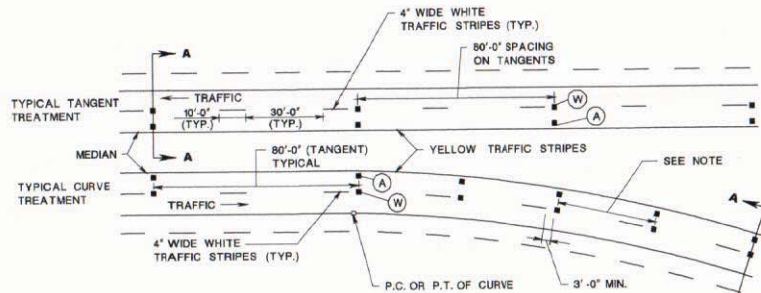 A
4" WIDE WHITE
TRAFFIC STRIPES (TYP.)
80'-0" SPACING
ON TANGENTS
TYPICAL TANGENT
TREATMENT
TRAFFIC
10'-0"
(TYP.)
30'-0"
(TYP.)
W
A
A
MEDIAN
80'-0" (TANGENT)
TYPICAL
YELLOW TRAFFIC STRIPES
SEE NOTE
TYPICAL CURVE
TREATMENT
A
W
TRAFFIC
A
4" WIDE WHITE
TRAFFIC STRIPES (TYP.)
P.C. OR P.T. OF CURVE
3'-0" MIN.